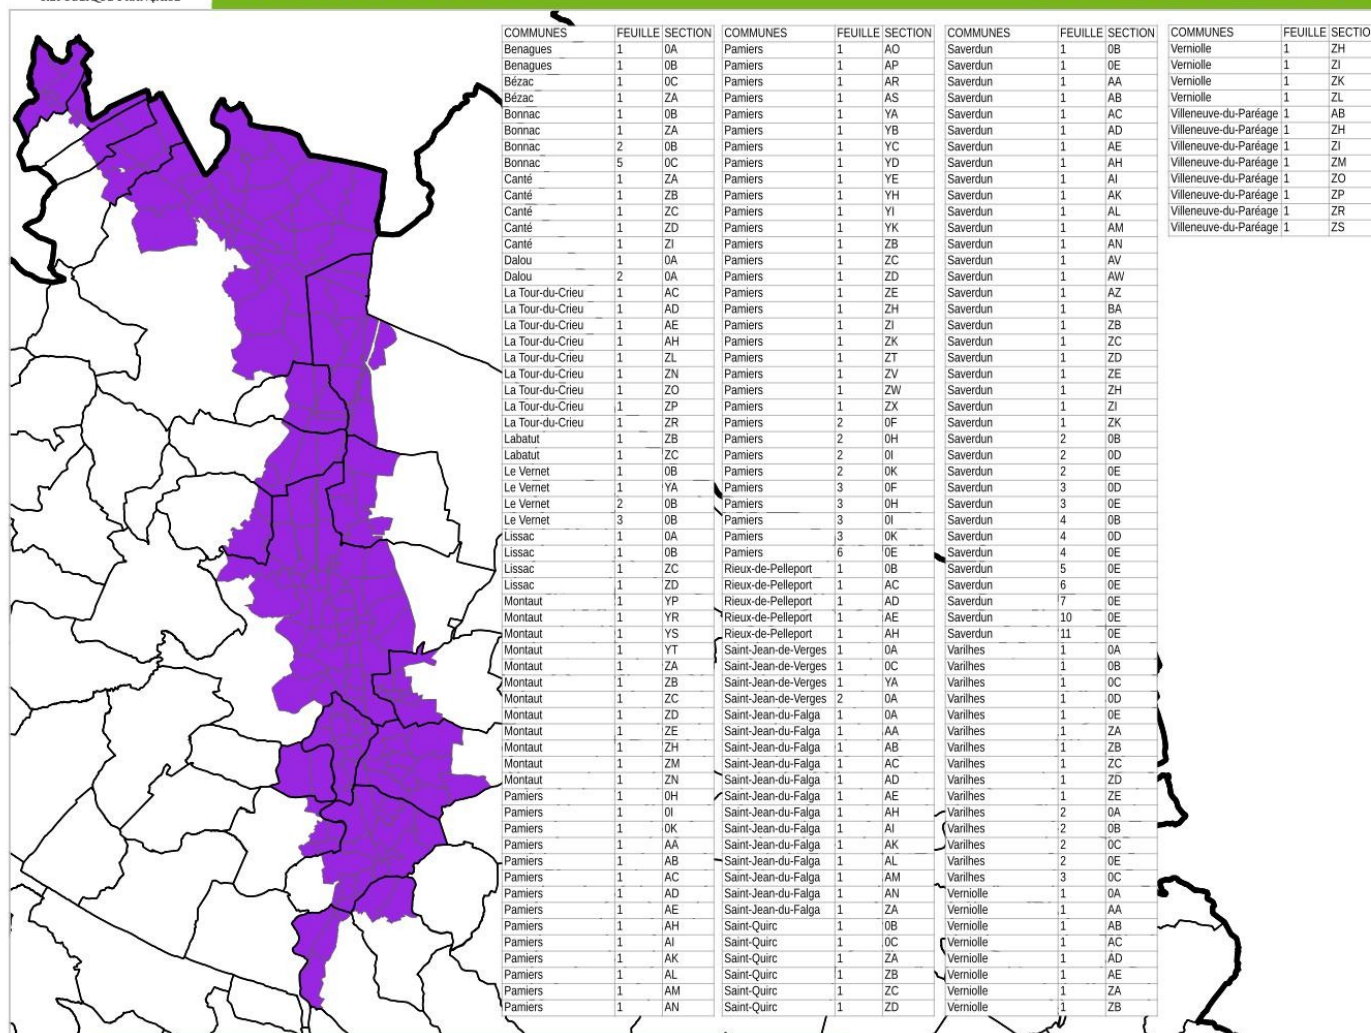 COMMUNES FEUILLE SECTION
Benagues 1 0A
Benagues 1 0B
Bézac 1 0C
Bézac 1 ZA
Bonnac 1 0B
Bonnac 1 ZA
Bonnac 2 0B
Bonnac 5 0C
Canté 1 ZA
Canté 1 ZB
Canté 1 ZC
Canté 1 ZD
Canté 1 ZI
Dalou 1 0A
Dalou 2 0A
La Tour-du-Crieu 1 AC
La Tour-du-Crieu 1 AD
La Tour-du-Crieu 1 AE
La Tour-du-Crieu 1 AH
La Tour-du-Crieu 1 ZL
La Tour-du-Crieu 1 ZN
La Tour-du-Crieu 1 ZO
La Tour-du-Crieu 1 ZP
La Tour-du-Crieu 1 ZR
Labatut 1 ZB
Labatut 1 ZC
Le Vernet 1 0B
Le Vernet 1 YA
Le Vernet 2 0B
Le Vernet 3 0B
Lissac 1 0A
Lissac 1 0B
Lissac 1 ZC
Lissac 1 ZD
Montaut 1 YP
Montaut 1 YR
Montaut 1 YS
Montaut 1 YT
Montaut 1 ZA
Montaut 1 ZB
Montaut 1 ZC
Montaut 1 ZD
Montaut 1 ZE
Montaut 1 ZH
Montaut 1 ZM
Montaut 1 ZN
Pamiers 1 0H
Pamiers 1 0I
Pamiers 1 0K
Pamiers 1 AA
Pamiers 1 AB
Pamiers 1 AC
Pamiers 1 AD
Pamiers 1 AE
Pamiers 1 AH
Pamiers 1 AI
Pamiers 1 AK
Pamiers 1 AL
Pamiers 1 AM
Pamiers 1 AN
COMMUNES FEUILLE SECTION
Pamiers 1 AO
Pamiers 1 AP
Pamiers 1 AR
Pamiers 1 AS
Pamiers 1 YA
Pamiers 1 YB
Pamiers 1 YC
Pamiers 1 YD
Pamiers 1 YE
Pamiers 1 YH
Pamiers 1 YI
Pamiers 1 YK
Pamiers 1 ZB
Pamiers 1 ZC
Pamiers 1 ZD
Pamiers 1 ZE
Pamiers 1 ZH
Pamiers 1 ZI
Pamiers 1 ZK
Pamiers 1 ZT
Pamiers 1 ZV
Pamiers 1 ZW
Pamiers 1 ZX
Pamiers 2 0F
Pamiers 2 0H
Pamiers 2 0I
Pamiers 2 0K
Pamiers 3 0F
Pamiers 3 0H
Pamiers 3 0I
Pamiers 3 0K
Pamiers 6 0E
Rieux-de-Pelleport 1 0B
Rieux-de-Pelleport 1 AC
Rieux-de-Pelleport 1 AD
Rieux-de-Pelleport 1 AE
Rieux-de-Pelleport 1 AH
Saint-Jean-de-Verges 1 0A
Saint-Jean-de-Verges 1 0C
Saint-Jean-de-Verges 1 YA
Saint-Jean-de-Verges 2 0A
Saint-Jean-du-Falga 1 0A
Saint-Jean-du-Falga 1 AA
Saint-Jean-du-Falga 1 AB
Saint-Jean-du-Falga 1 AC
Saint-Jean-du-Falga 1 AD
Saint-Jean-du-Falga 1 AE
Saint-Jean-du-Falga 1 AH
Saint-Jean-du-Falga 1 AI
Saint-Jean-du-Falga 1 AK
Saint-Jean-du-Falga 1 AL
Saint-Jean-du-Falga 1 AM
Saint-Jean-du-Falga 1 AN
Saint-Jean-du-Falga 1 ZA
Saint-Quirc 1 0B
Saint-Quirc 1 0C
Saint-Quirc 1 ZA
Saint-Quirc 1 ZB
Saint-Quirc 1 ZC
Saint-Quirc 1 ZD
COMMUNES FEUILLE SECTION
Saverdun 1 0B
Saverdun 1 0E
Saverdun 1 AA
Saverdun 1 AB
Saverdun 1 AC
Saverdun 1 AD
Saverdun 1 AE
Saverdun 1 AH
Saverdun 1 AI
Saverdun 1 AK
Saverdun 1 AL
Saverdun 1 AM
Saverdun 1 AN
Saverdun 1 AV
Saverdun 1 AW
Saverdun 1 AZ
Saverdun 1 BA
Saverdun 1 ZB
Saverdun 1 ZC
Saverdun 1 ZD
Saverdun 1 ZE
Saverdun 1 ZH
Saverdun 1 ZI
Saverdun 1 ZK
Saverdun 2 0B
Saverdun 2 0D
Saverdun 2 0E
Saverdun 3 0D
Saverdun 3 0E
Saverdun 4 0B
Saverdun 4 0D
Saverdun 4 0E
Saverdun 5 0E
Saverdun 6 0E
Saverdun 7 0E
Saverdun 10 0E
Saverdun 11 0E
Varilhes 1 0A
Varilhes 1 0B
Varilhes 1 0C
Varilhes 1 0D
Varilhes 1 0E
Varilhes 1 ZA
Varilhes 1 ZB
Varilhes 1 ZC
Varilhes 1 ZD
Varilhes 1 ZE
Varilhes 2 0A
Varilhes 2 0B
Varilhes 2 0C
Varilhes 2 0E
Varilhes 3 0C
Verniolle 1 0A
Verniolle 1 AA
Verniolle 1 AB
Verniolle 1 AC
Verniolle 1 AD
Verniolle 1 AE
Verniolle 1 ZA
Verniolle 1 ZB
COMMUNES FEUILLE SECTIO
Verniolle 1 ZH
Verniolle 1 ZI
Verniolle 1 ZK
Verniolle 1 ZL
Villeneuve-du-Paréage 1 AB
Villeneuve-du-Paréage 1 ZH
Villeneuve-du-Paréage 1 ZI
Villeneuve-du-Paréage 1 ZM
Villeneuve-du-Paréage 1 ZO
Villeneuve-du-Paréage 1 ZP
Villeneuve-du-Paréage 1 ZR
Villeneuve-du-Paréage 1 ZS